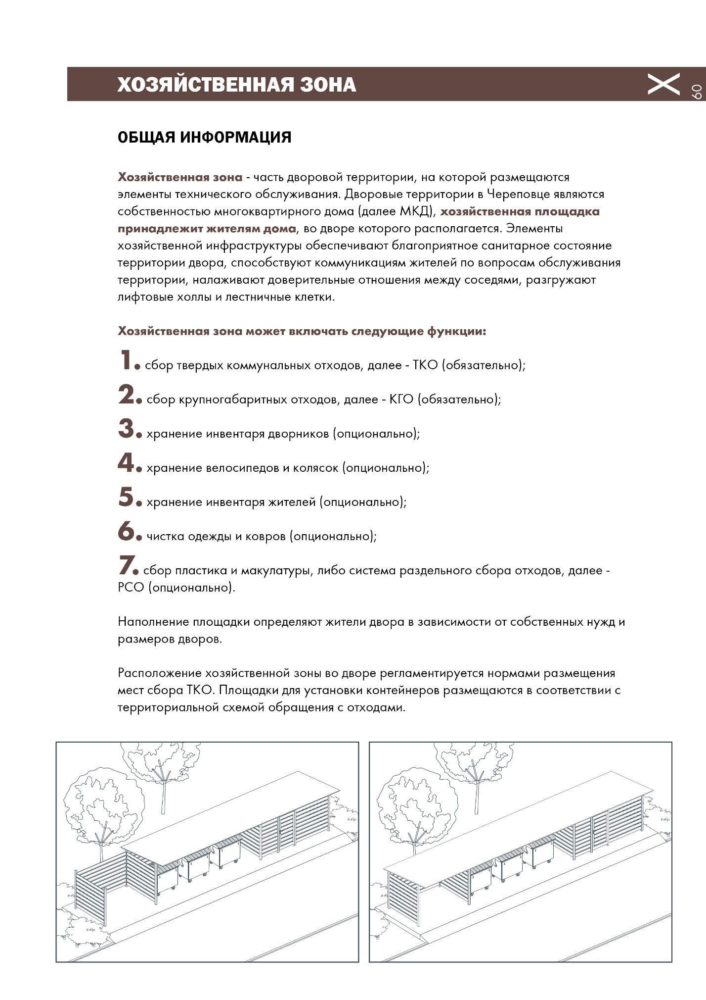 ХОЗЯЙСТВЕННАЯ ЗОНА
Х
60
ОБЩАЯ ИНФОРМАЦИЯ
Хозяйственная зона - часть дворовой территории, на которой размещаются
элементы технического обслуживания. Дворовые территории в Череповце являются
собственностью многоквартирного дома (далее МКД), хозяйственная площадка
принадлежит жителям дома, во дворе которого располагается. Элементы
хозяйственной инфраструктуры обеспечивают благоприятное санитарное состояние
территории двора, способствуют коммуникациям жителей по вопросам обслуживания
территории, налаживают доверительные отношения между соседями, разгружают
лифтовые холлы и лестничные клетки.
Хозяйственная зона может включать следующие функции:
1. сбор твердых коммунальных отходов, далее - ТКО (обязательно);
2. сбор крупногабаритных отходов, далее - КГО (обязательно);
3. хранение инвентаря дворников (опционально);
4. хранение велосипедов и колясок (опционально);
5. хранение инвентаря жителей (опционально);
6. чистка одежды и ковров (опционально);
7. сбор пластика и макулатуры, либо система раздельного сбора отходов, далее -
РСО (опционально).
Наполнение площадки определяют жители двора в зависимости от собственных нужд и
размеров дворов.
Расположение хозяйственной зоны во дворе регламентируется нормами размещения
мест сбора ТКО. Площадки для установки контейнеров размещаются в соответствии с
территориальной схемой обращения с отходами.